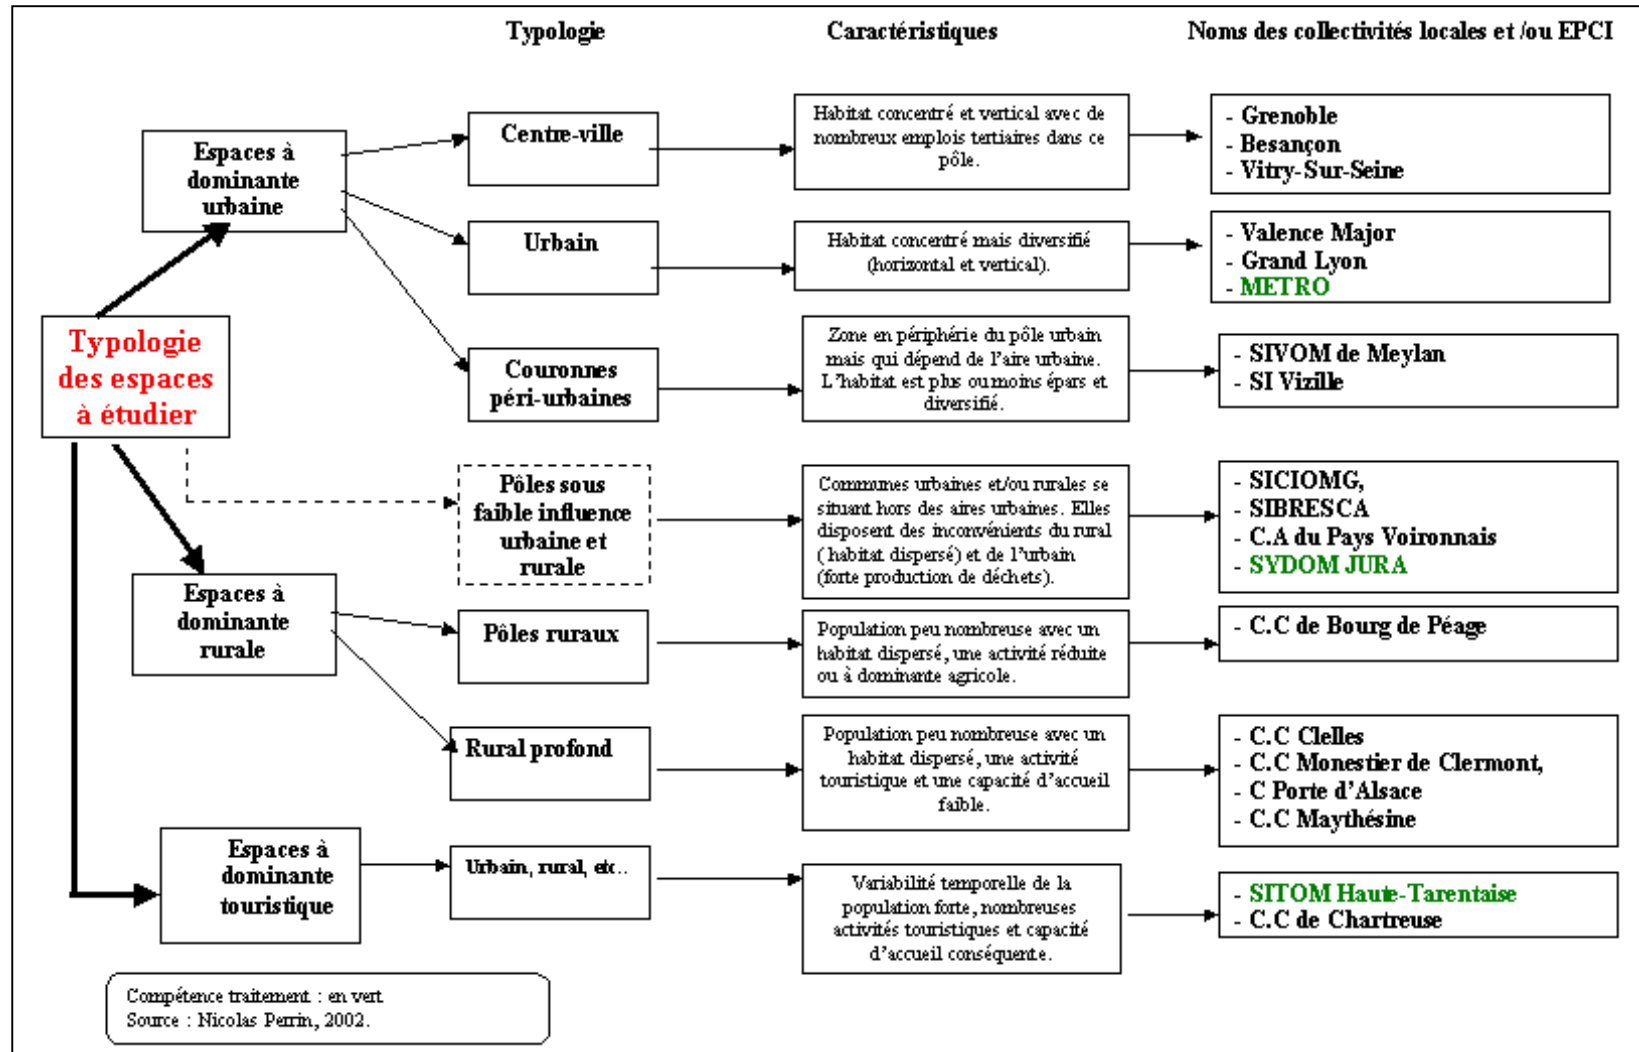 Typologie
Caractéristiques
Noms des collectivités locales et /ou EPCI
Typologie
des espaces
à étudier
Espaces à
dominante
urbaine
Centre-ville
Habitat concentré et vertical avec de
nombreux emplois tertiaires dans ce
pôle.
- Grenoble
- Besançon
- Vitry-Sur-Seine
Urbain
Habitat concentré mais diversifié
(horizontal et vertical).
- Valence Major
- Grand Lyon
- METRO
Couronnes
péri-urbaines
Zone en périphérie du pôle urbain
mais qui dépend de l'aire urbaine.
L'habitat est plus ou moins épars et
diversifié.
- SIVOM de Meylan
- SI Vizille
Pôles sous
faible influence
urbaine et
rurale
Communes urbaines et/ou rurales se
situant hors des aires urbaines. Elles
disposent des inconvénients du rural
( habitat dispersé) et de l'urbain
(forte production de déchets).
- SICIOMG,
- SIBRESCA
- C.A du Pays Voironnais
- SYDOM JURA
Espaces à
dominante
rurale
Pôles ruraux
Population peu nombreuse avec un
habitat dispersé, une activité réduite
ou à dominante agricole.
- C.C de Bourg de Péage
Rural profond
Population peu nombreuse avec un
habitat dispersé, une activité
touristique et une capacité d'accueil
faible.
- C.C Clelles
- C.C Monestier de Clermont,
- C Porte d'Alsace
- C.C Maythésine
Espaces à
dominante
touristique
Urbain, rural, etc..
Variabilité temporelle de la
population forte, nombreuses
activités touristiques et capacité
d'accueil conséquente.
- SITOM Haute-Tarentaise
- C.C de Chartreuse
Compétence traitement : en vert
Source : Nicolas Perrin, 2002.